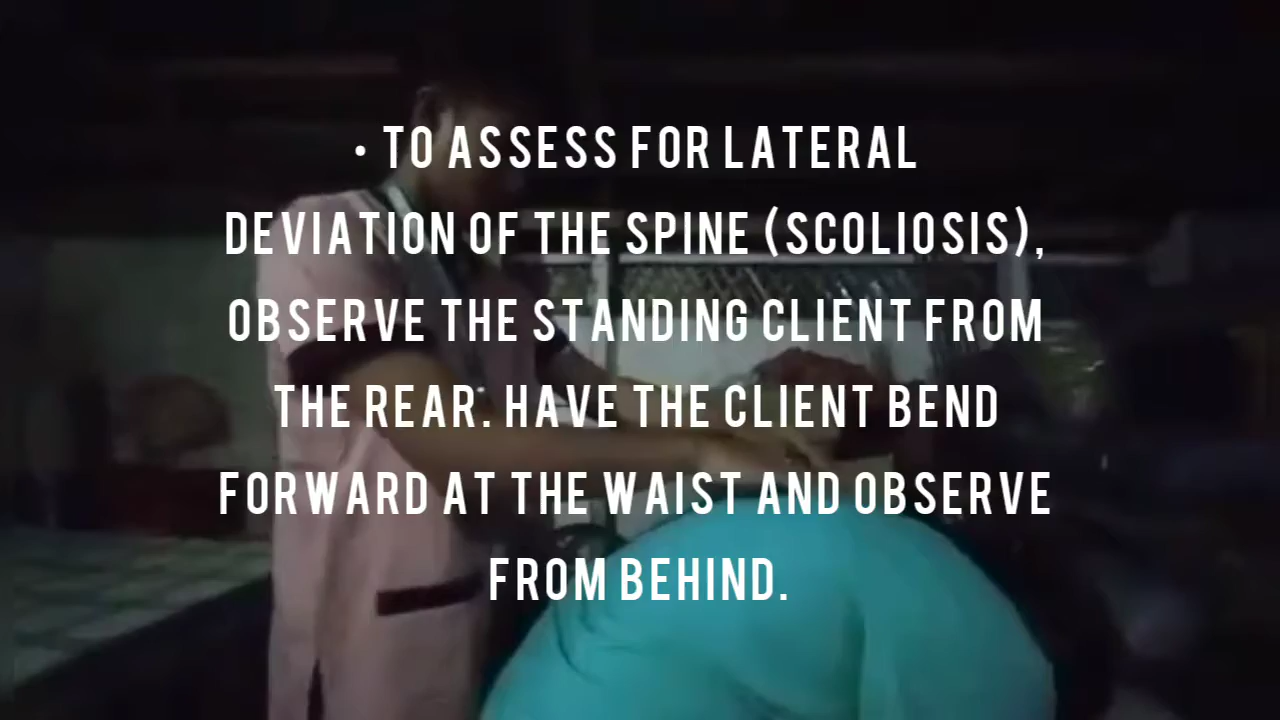 • TO ASSESS FOR LATERAL
DEVIATION OF THE SPINE (SCOLIOSIS),
OBSERVE THE STANDING CLIENT FROM
THE REAR. HAVE THE CLIENT BEND
FORWARD AT THE WAIST AND OBSERVE
FROM BEHIND.